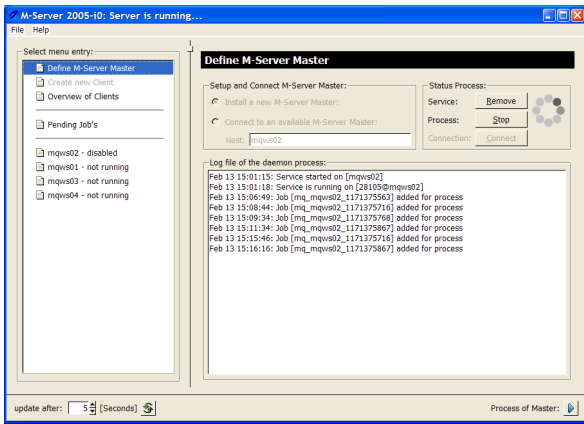 M-Server 2005-i0: Server is running...
File Help
Select menu entry:
Define M-Server Master
Create new Client
Overview of Clients
Pending Job's
mqws02 - disabled
mqws01 - not running
mqws03 - not running
mqws04 - not running
Define M-Server Master
Setup and Connect M-Server Master:
Install a new M-Server Master:
Connect to an available M-Server Master:
Host: mqws02
Status Process:
Service: Remove
Process: Stop
Connection: Connect
Log file of the daemon process:
Feb 13 15:01:15: Service started on [mqws02]
Feb 13 15:01:18: Service is running on [28105@mqws02]
Feb 13 15:06:49: Job [mq_mqws02_1171375563] added for process
Feb 13 15:08:44: Job [mq_mqws02_1171375716] added for process
Feb 13 15:09:34: Job [mq_mqws02_1171375768] added for process
Feb 13 15:11:34: Job [mq_mqws02_1171375867] added for process
Feb 13 15:15:46: Job [mq_mqws02_1171375716] added for process
Feb 13 15:16:16: Job [mq_mqws02_1171375867] added for process
update after: 5 [Seconds]
Process of Master: